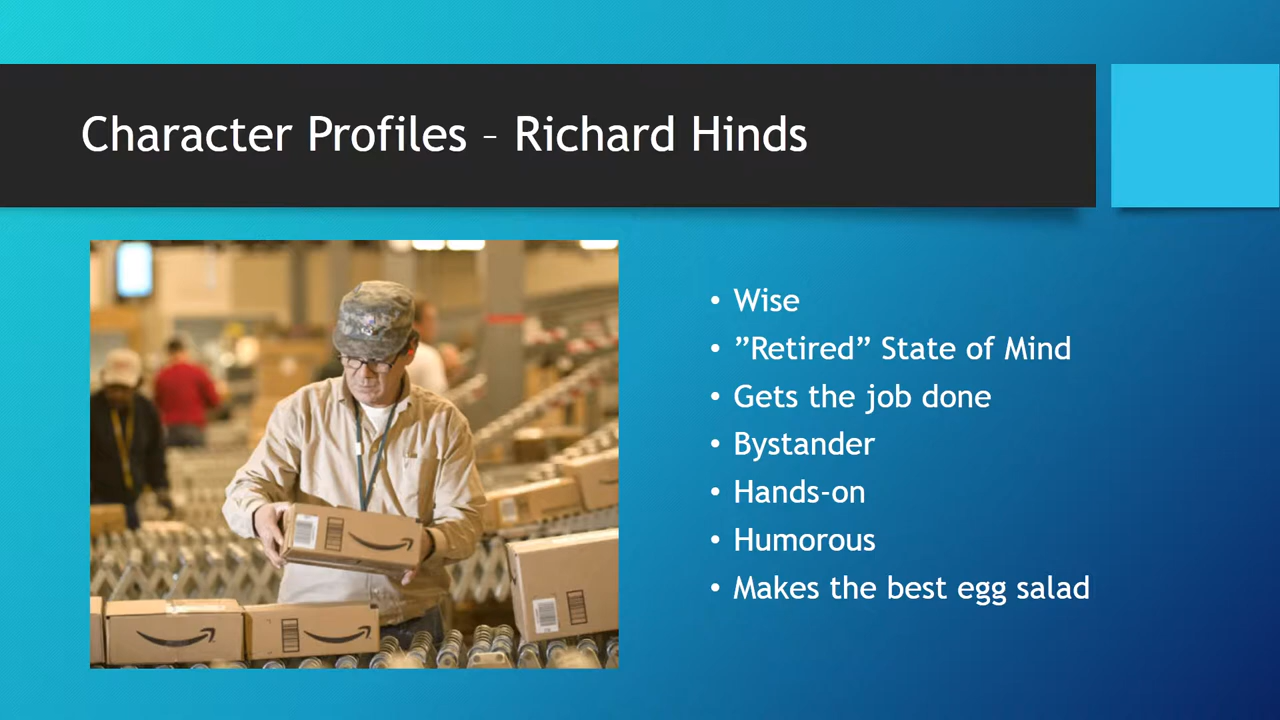 Character Profiles – Richard Hinds
• Wise
• ”Retired” State of Mind
• Gets the job done
• Bystander
• Hands-on
• Humorous
• Makes the best egg salad